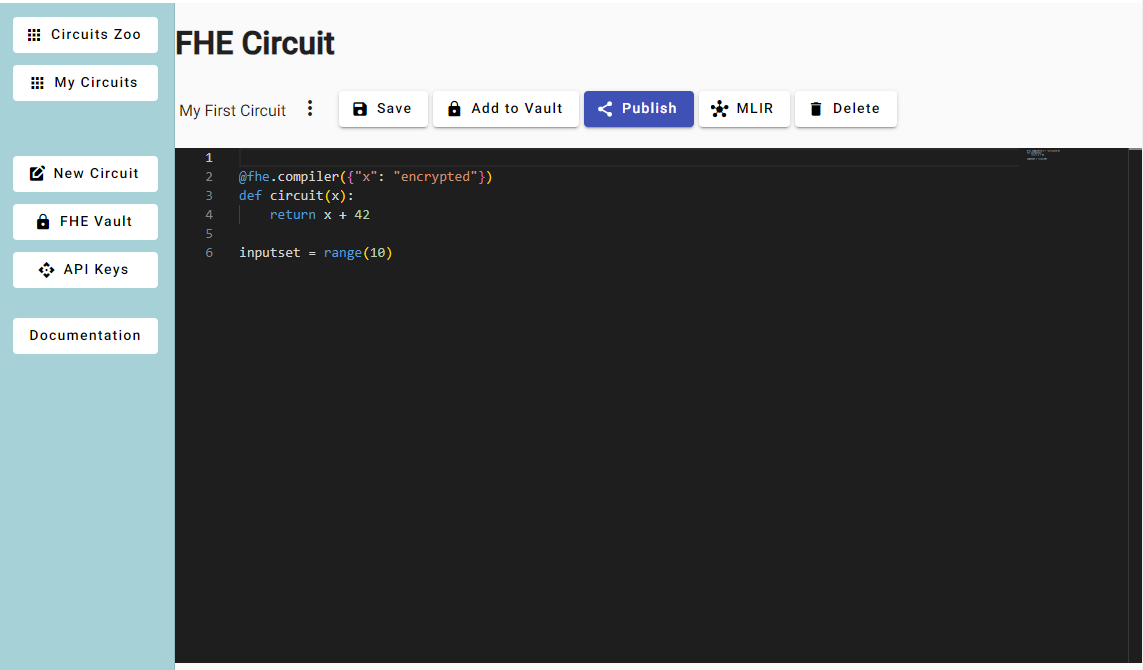 Circuits Zoo
My Circuits
New Circuit
FHE Vault
API Keys
Documentation
FHE Circuit
My First Circuit
Save
Add to Vault
Publish
MLIR
Delete
1
2 @fhe.compiler({"x": "encrypted"})
3 def circuit(x):
4     return x + 42
5
6 inputset = range(10)